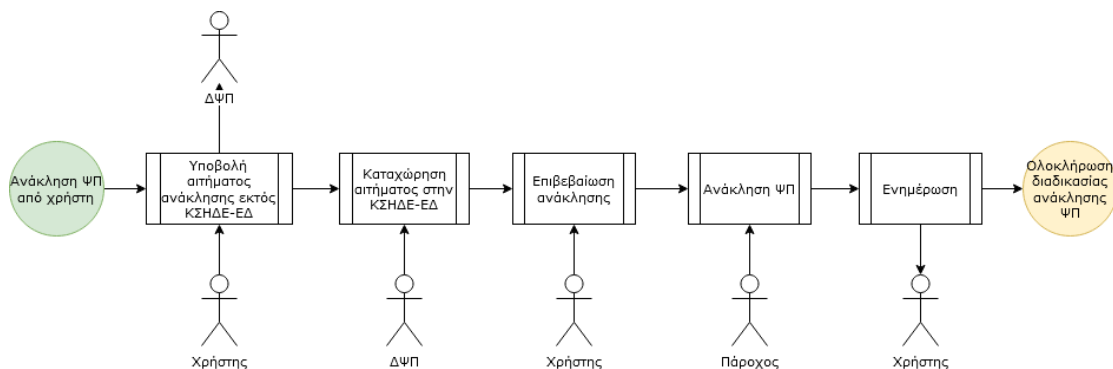 ΔΨΠ
Ανάκληση ΨΠ
από χρήστη
Υποβολή
αιτήματος
ανάκλησης εκτός
ΚΣΗΔΕ-ΕΔ
Καταχώρηση
αιτήματος στην
ΚΣΗΔΕ-ΕΔ
Επιβεβαίωση
ανάκλησης
Ανάκληση ΨΠ
Ενημέρωση
Ολοκλήρωση
διαδικασίας
ανάκλησης
ΨΠ
Χρήστης
ΔΨΠ
Χρήστης
Πάροχος
Χρήστης